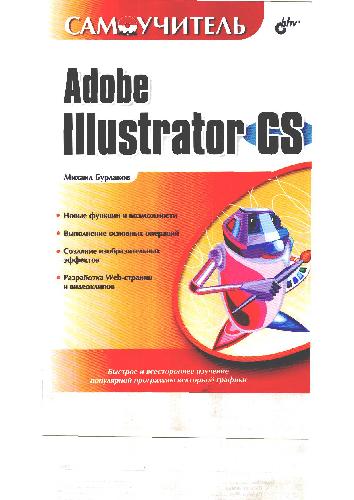 САМОУЧИТЕЛЬ
bhv®
Adobe
Illustrator CS
Михаил Бурлаков
• Новые функции и возможности
• Выполнение основных операций
• Создание изобразительных
эффектов
• Разработка Web-страниц
и видеоклипов
Быстрое и всестороннее изучение
популярной программы векторной графики